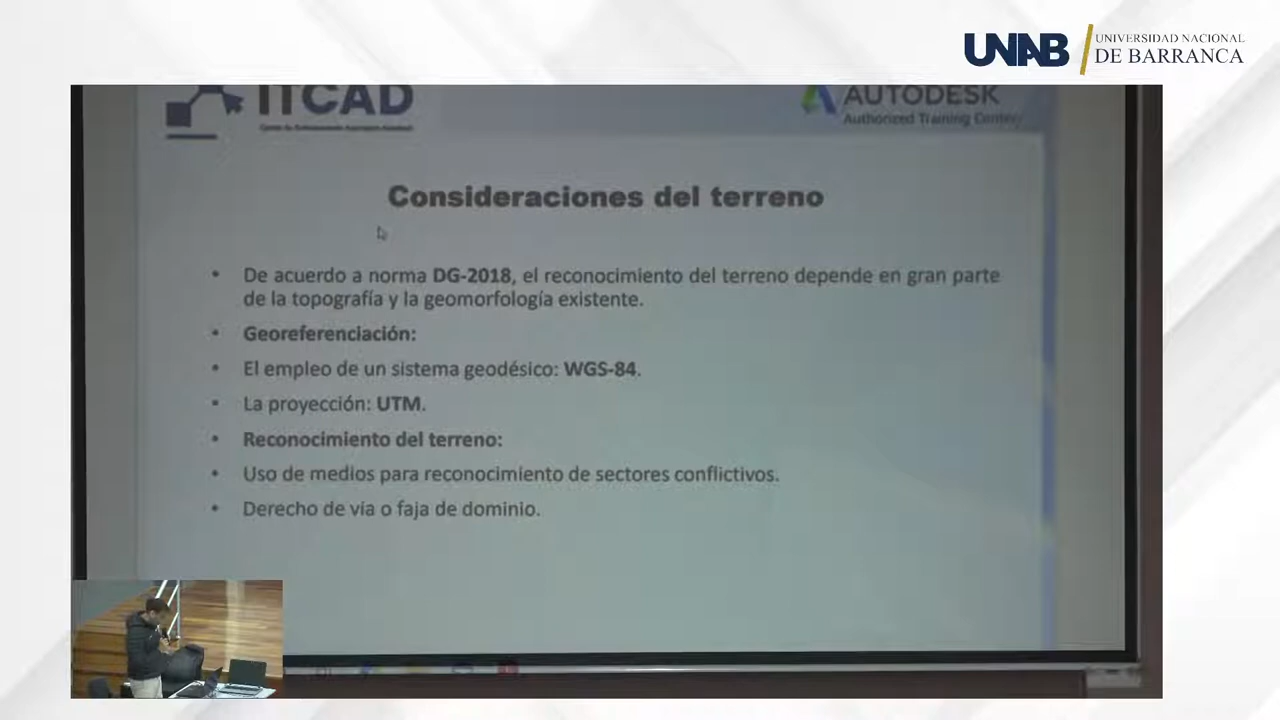 UNAB
UNIVERSIDAD NACIONAL
DE BARRANCA
ITCAD
AUTODESK
Authorized Training Center
Consideraciones del terreno
• De acuerdo a norma DG-2018, el reconocimiento del terreno depende en gran parte
de la topografía y la geomorfología existente.
• Georeferenciación:
• El empleo de un sistema geodésico: WGS-84.
• La proyección: UTM.
• Reconocimiento del terreno:
• Uso de medios para reconocimiento de sectores conflictivos.
• Derecho de vía o faja de dominio.